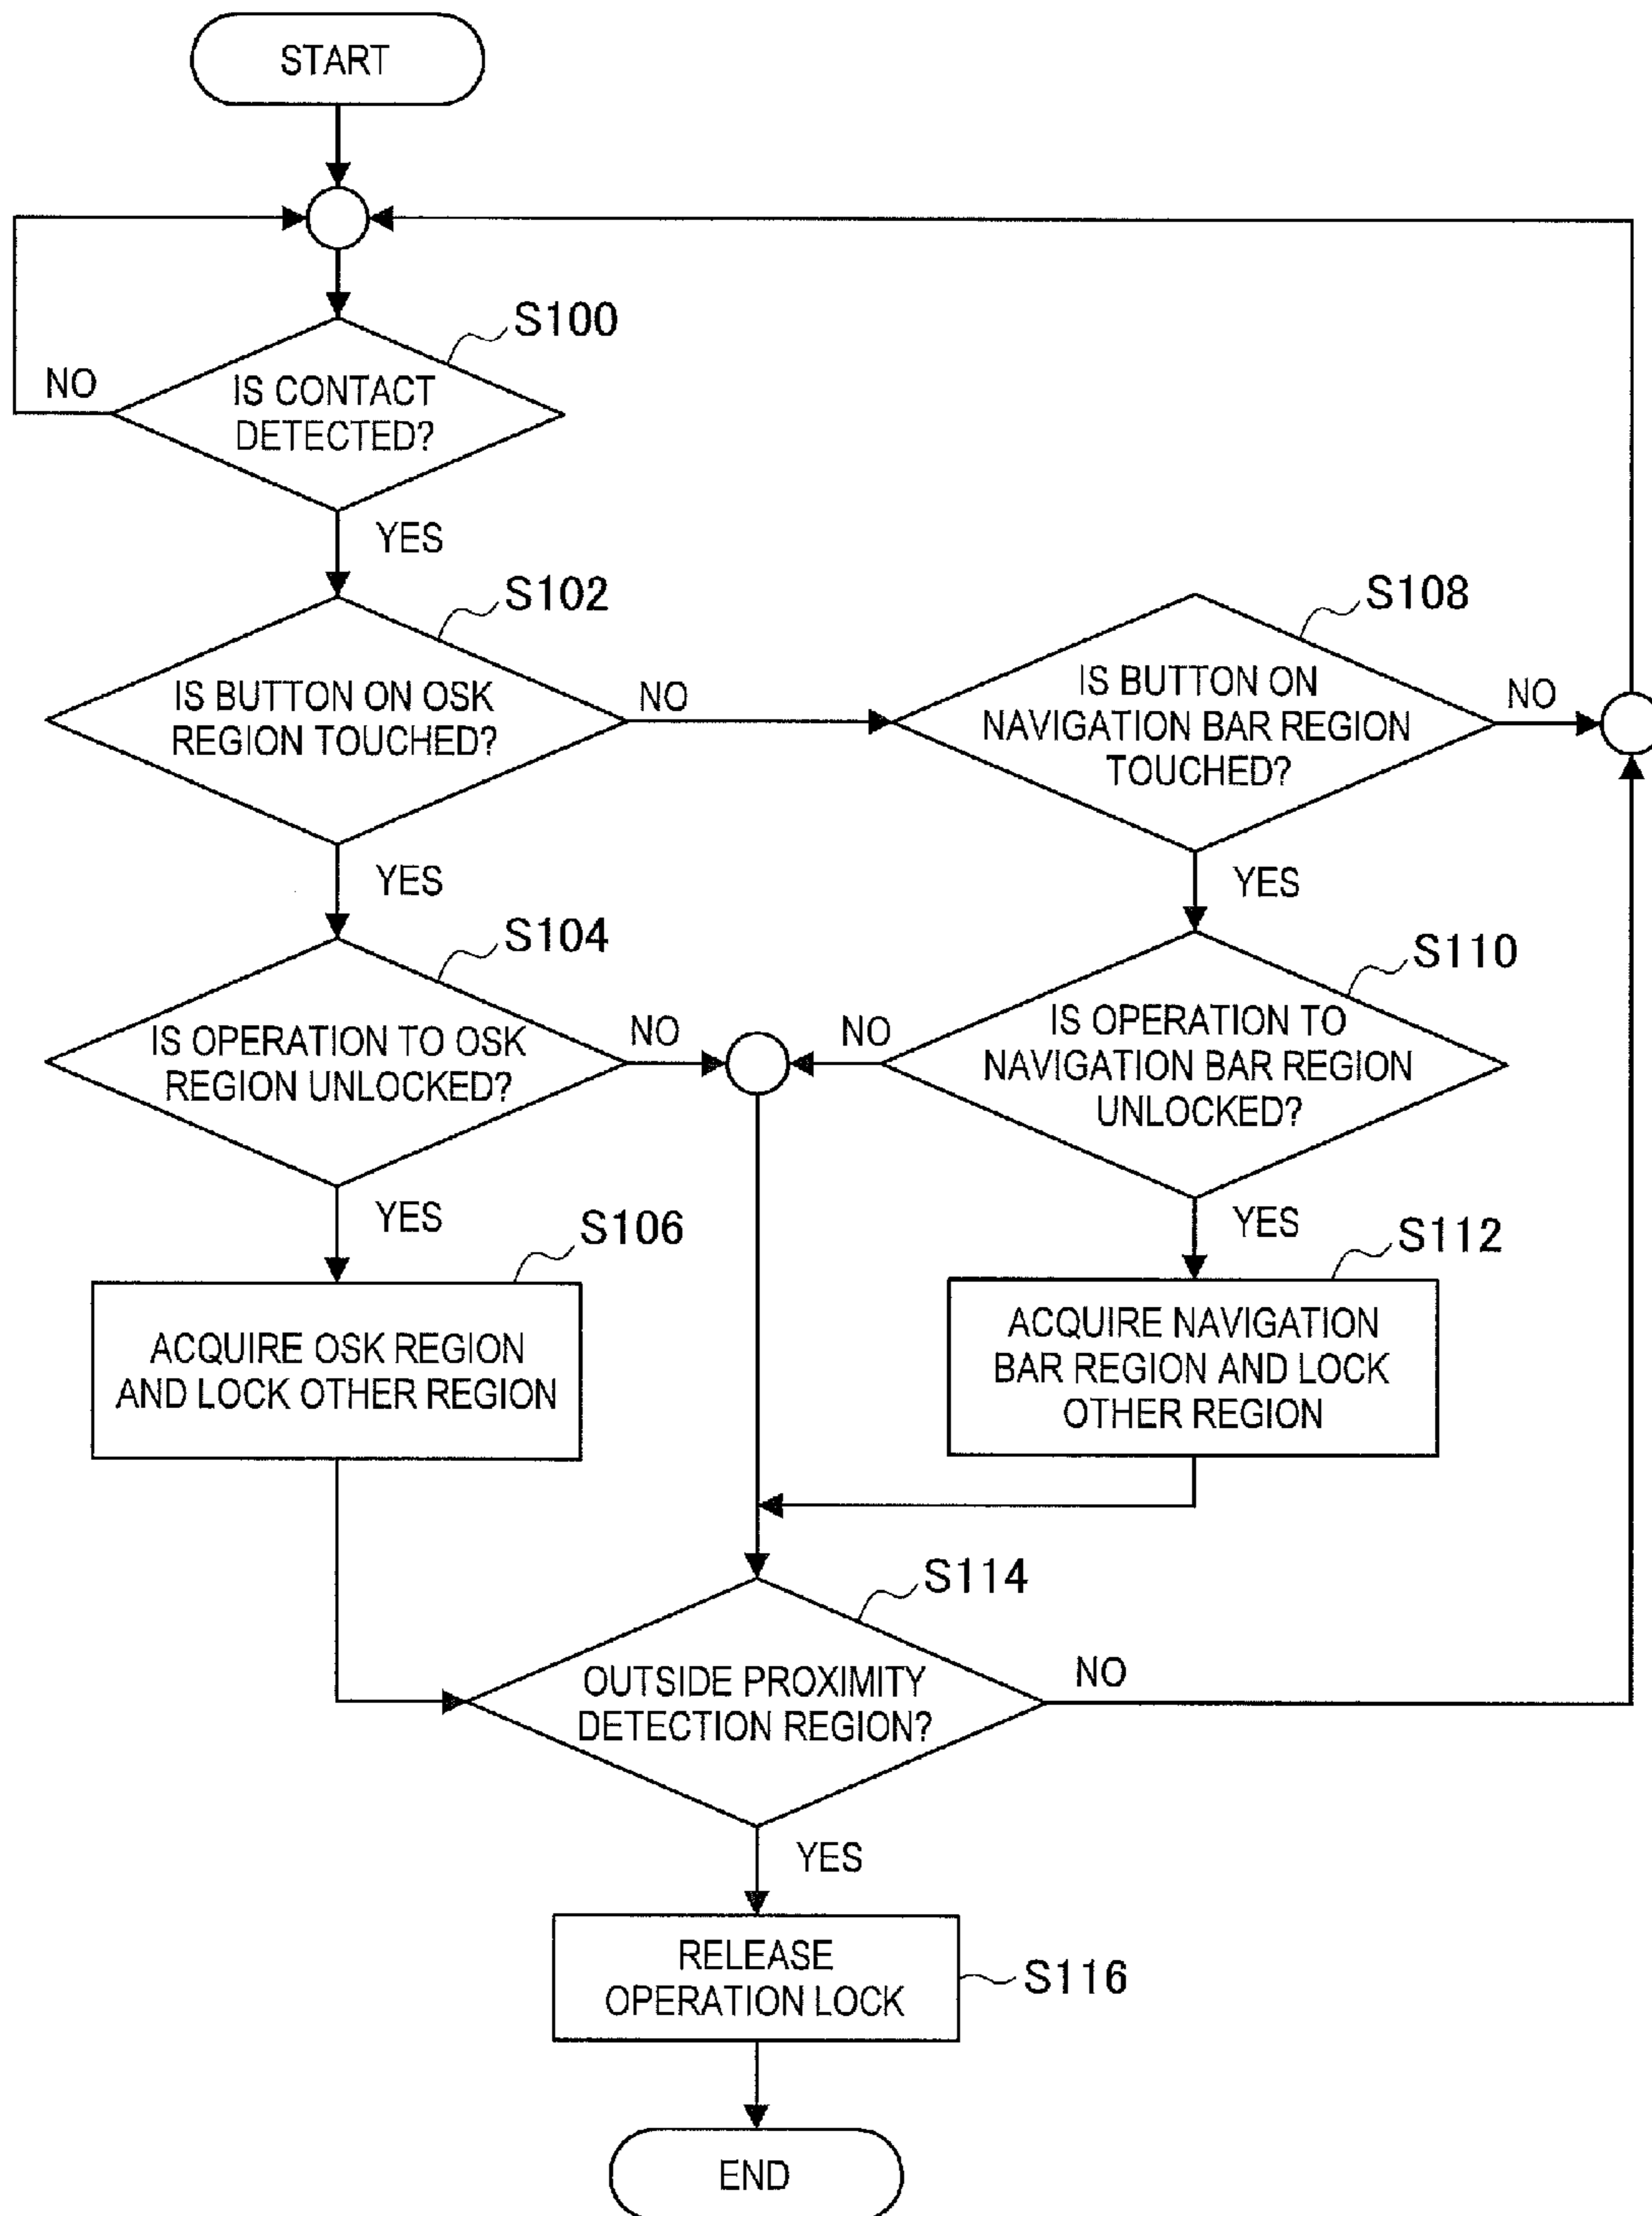 START
S100
NO
IS CONTACT
DETECTED?
YES
S102
IS BUTTON ON OSK
REGION TOUCHED?
NO
S108
IS BUTTON ON
NAVIGATION BAR REGION
TOUCHED?
NO
YES
YES
S104
IS OPERATION TO OSK
REGION UNLOCKED?
NO
S110
NO
IS OPERATION TO
NAVIGATION BAR REGION
UNLOCKED?
YES
YES
S106
ACQUIRE OSK REGION
AND LOCK OTHER REGION
S112
ACQUIRE NAVIGATION
BAR REGION AND LOCK
OTHER REGION
S114
OUTSIDE PROXIMITY
DETECTION REGION?
NO
YES
RELEASE
OPERATION LOCK
S116
END